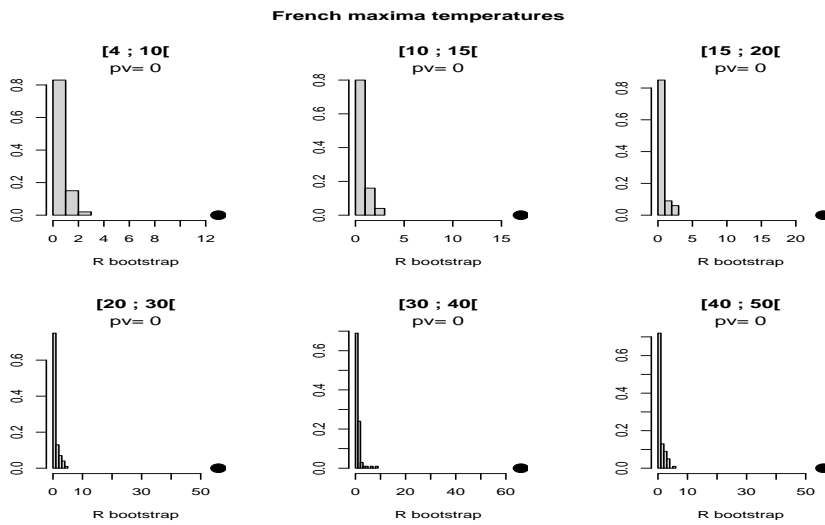 French maxima temperatures
[4 ; 10[ [10 ; 15[ [15 ; 20[
pv= 0 pv= 0 pv= 0
0.0 0.2 0.4 0.6 0.8 0.0 0.2 0.4 0.6 0.8 0.0 0.2 0.4 0.6 0.8
0 2 4 6 8 12 0 5 10 15 0 5 10 15 20
R bootstrap R bootstrap R bootstrap
[20 ; 30[ [30 ; 40[ [40 ; 50[
pv= 0 pv= 0 pv= 0
0.0 0.2 0.4 0.6 0.0 0.2 0.4 0.6 0.0 0.2 0.4 0.6
0 10 30 50 0 20 40 60 0 10 30 50
R bootstrap R bootstrap R bootstrap